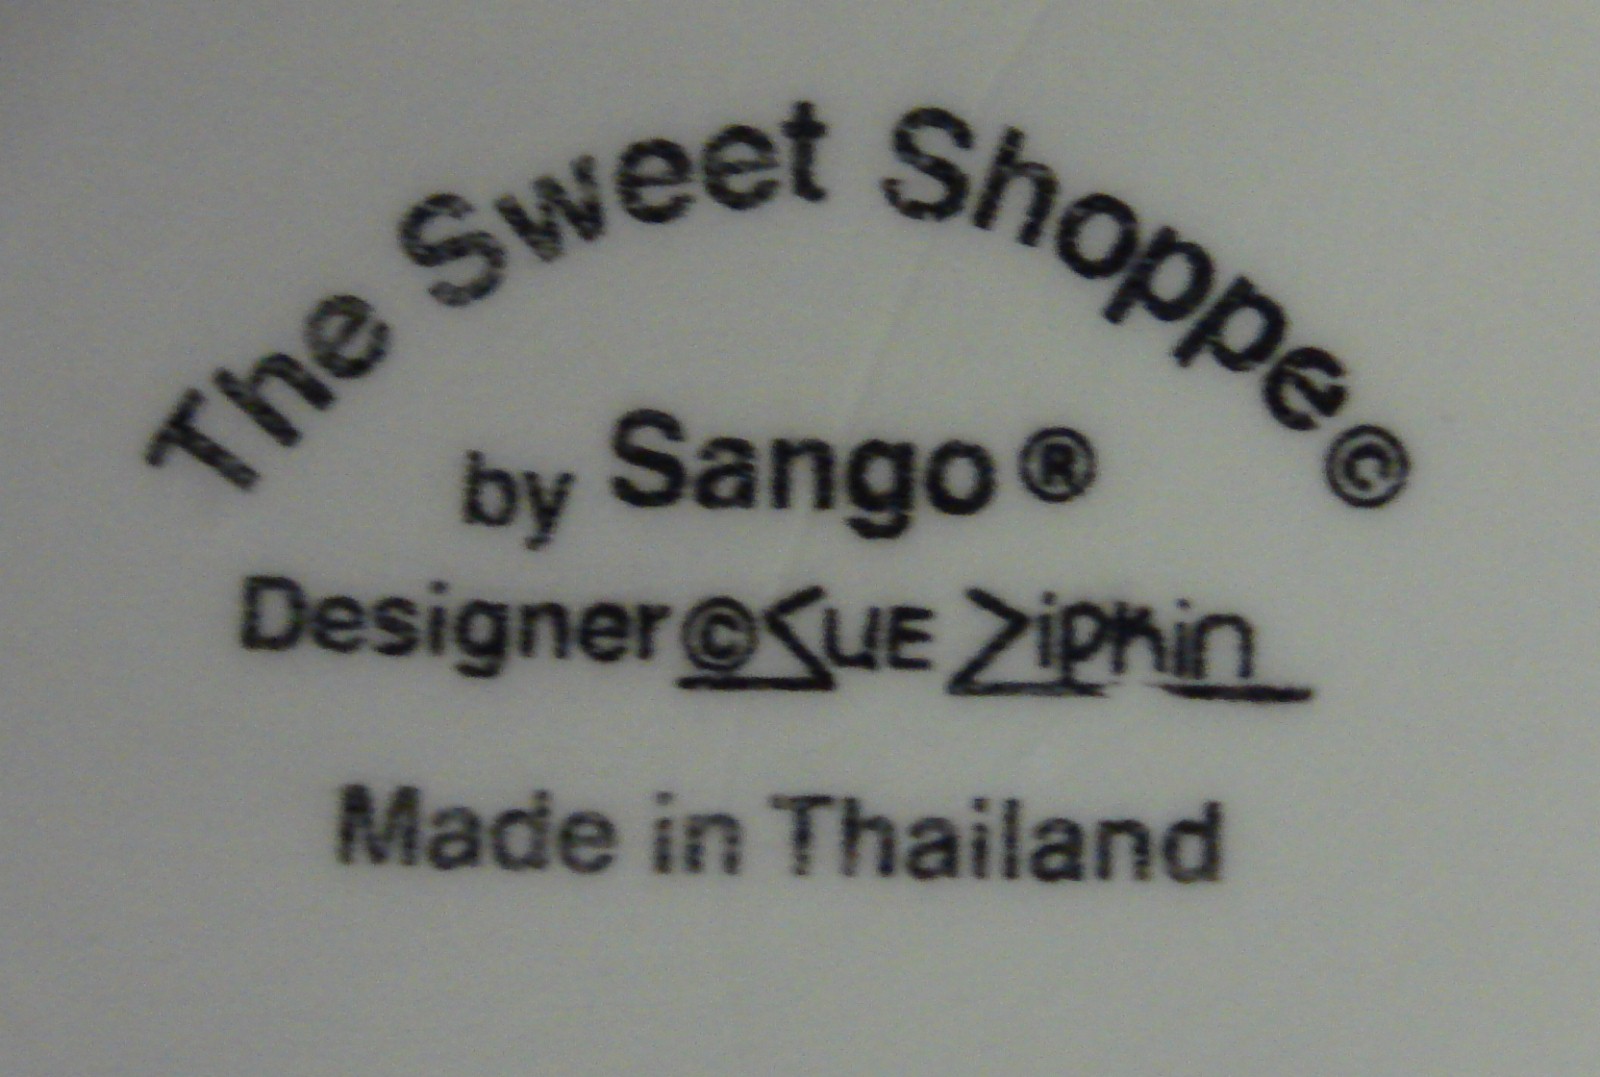 The Sweet Shoppe©
by Sango®
Designer ©Sue Zipkin
Made in Thailand